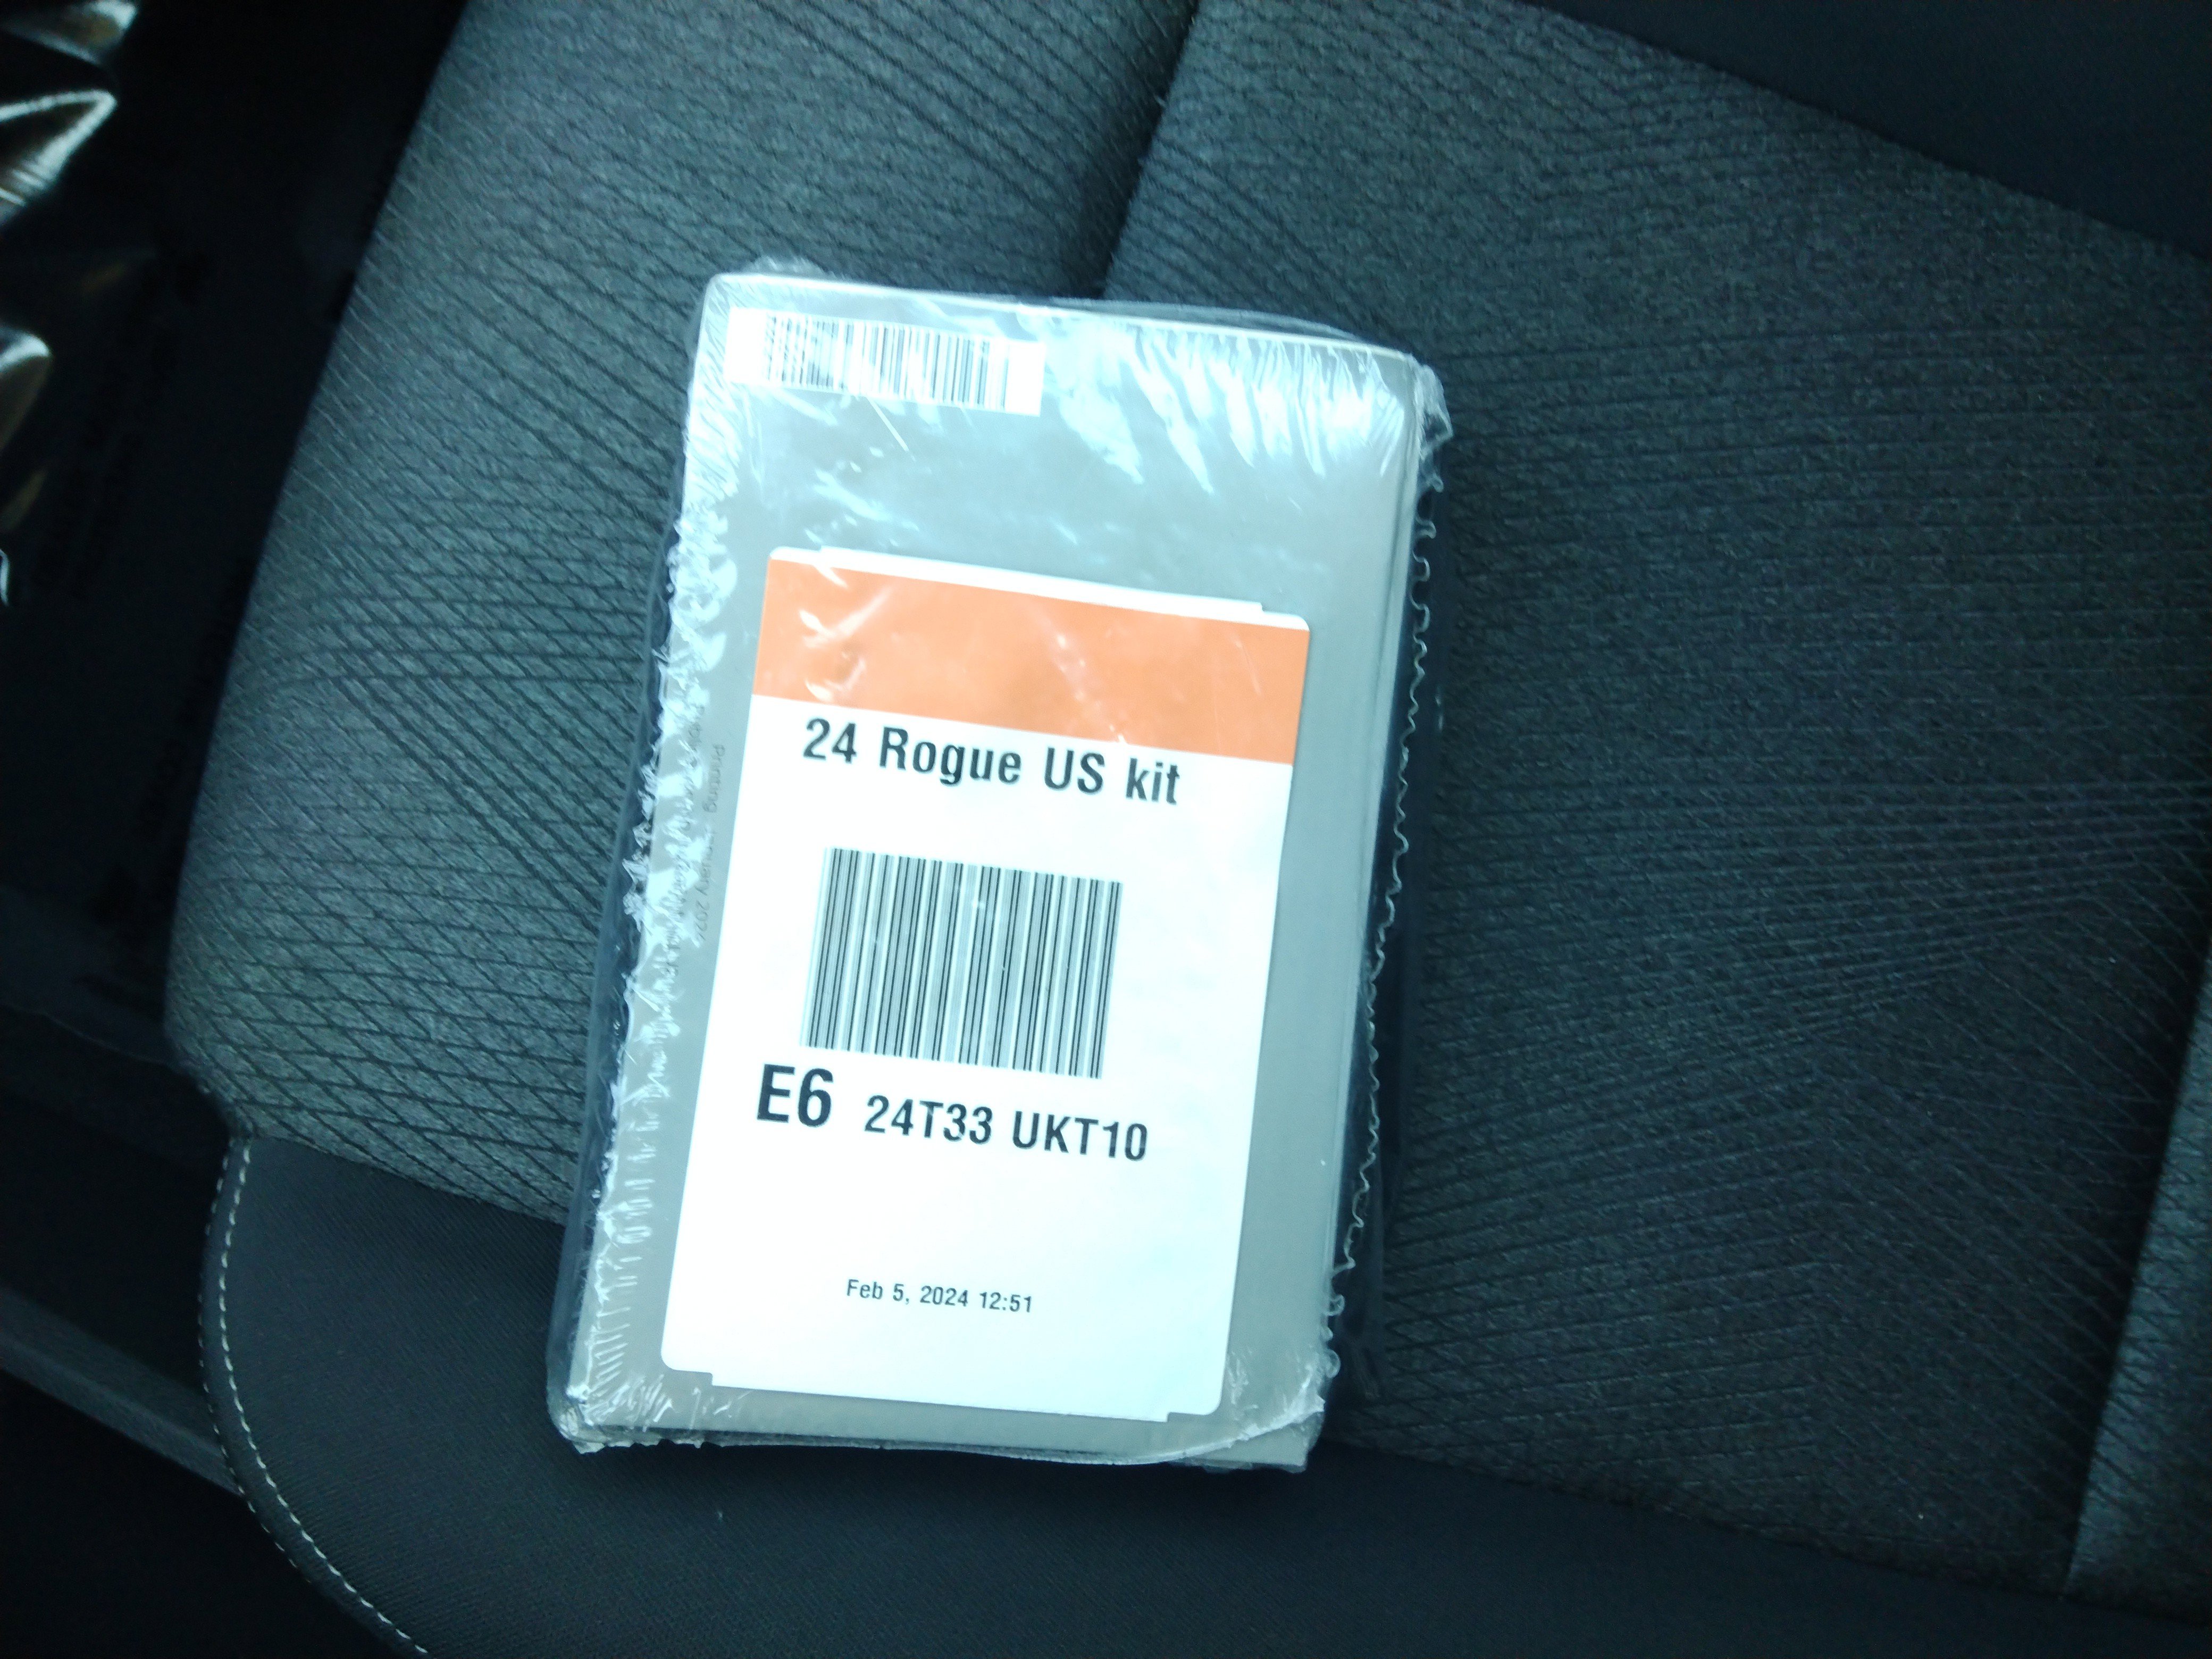 24 Rogue US kit
E6 24T33 UKT10
Feb 5, 2024 12:51